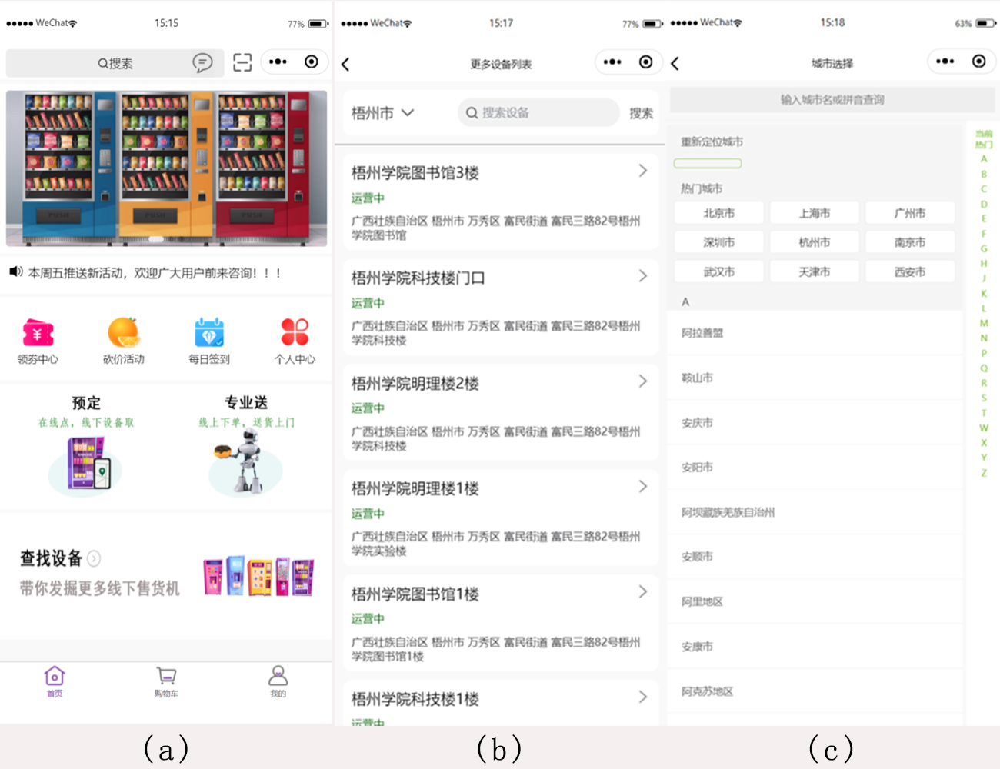 WeChat 15:15 77%
搜索
PUSH PUSH PUSH
本周五推送新活动，欢迎广大用户前来咨询！！！
领券中心 砍价活动 每日签到 个人中心
预定 专业送
在线点，线下设备取 线上下单，送货上门
查找设备
带你发掘更多线下售货机
首页 购物车 我的
(a)
WeChat 15:17 77%
更多设备列表
梧州市 搜索设备 搜索
梧州学院图书馆3楼
运营中
广西壮族自治区 梧州市 万秀区 富民街道 富民三路82号梧州
学院图书馆
梧州学院科技楼门口
运营中
广西壮族自治区 梧州市 万秀区 富民街道 富民三路82号梧州
学院科技楼
梧州学院明理楼2楼
运营中
广西壮族自治区 梧州市 万秀区 富民街道 富民三路82号梧州
学院科技楼
梧州学院明理楼1楼
运营中
广西壮族自治区 梧州市 万秀区 富民街道 富民三路82号梧州
学院实验楼
梧州学院图书馆1楼
运营中
广西壮族自治区 梧州市 万秀区 富民街道 富民三路82号梧州
学院图书馆1楼
梧州学院科技楼1楼
运营中
(b)
WeChat 15:18 63%
城市选择
输入城市名或拼音查询
重新定位城市
热门城市
北京市 上海市 广州市
深圳市 杭州市 南京市
武汉市 天津市 西安市
A
阿拉善盟
鞍山市
安庆市
安阳市
阿坝藏族羌族自治州
安顺市
阿里地区
安康市
阿克苏地区
当前
热门
A
B
C
D
E
F
G
H
J
K
L
M
N
P
Q
R
S
T
W
X
Y
Z
(c)